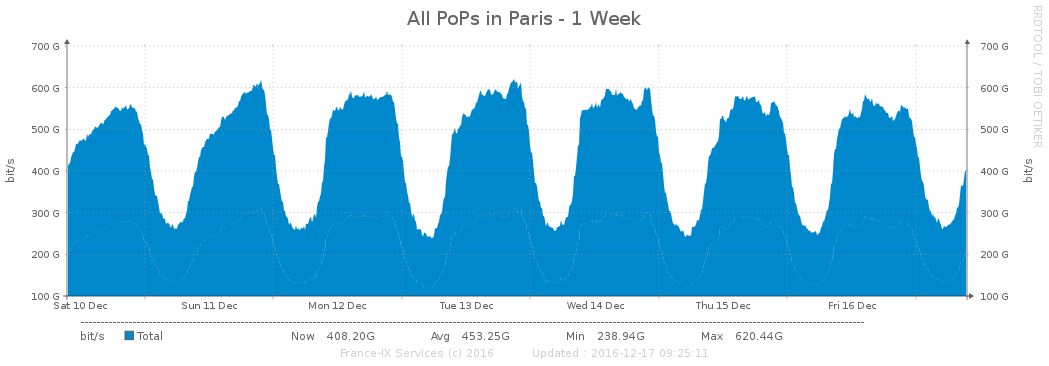 All PoPs in Paris - 1 Week
RRDTOOL / TOBI OETIKER
bit/s
bit/s
700 G 700 G
600 G 600 G
500 G 500 G
400 G 400 G
300 G 300 G
200 G 200 G
100 G 100 G
Sat 10 Dec Sun 11 Dec Mon 12 Dec Tue 13 Dec Wed 14 Dec Thu 15 Dec Fri 16 Dec
bit/s Total Now 408.20G Avg 453.25G Min 238.94G Max 620.44G
France-IX Services (c) 2016 Updated : 2016-12-17 09:25:11